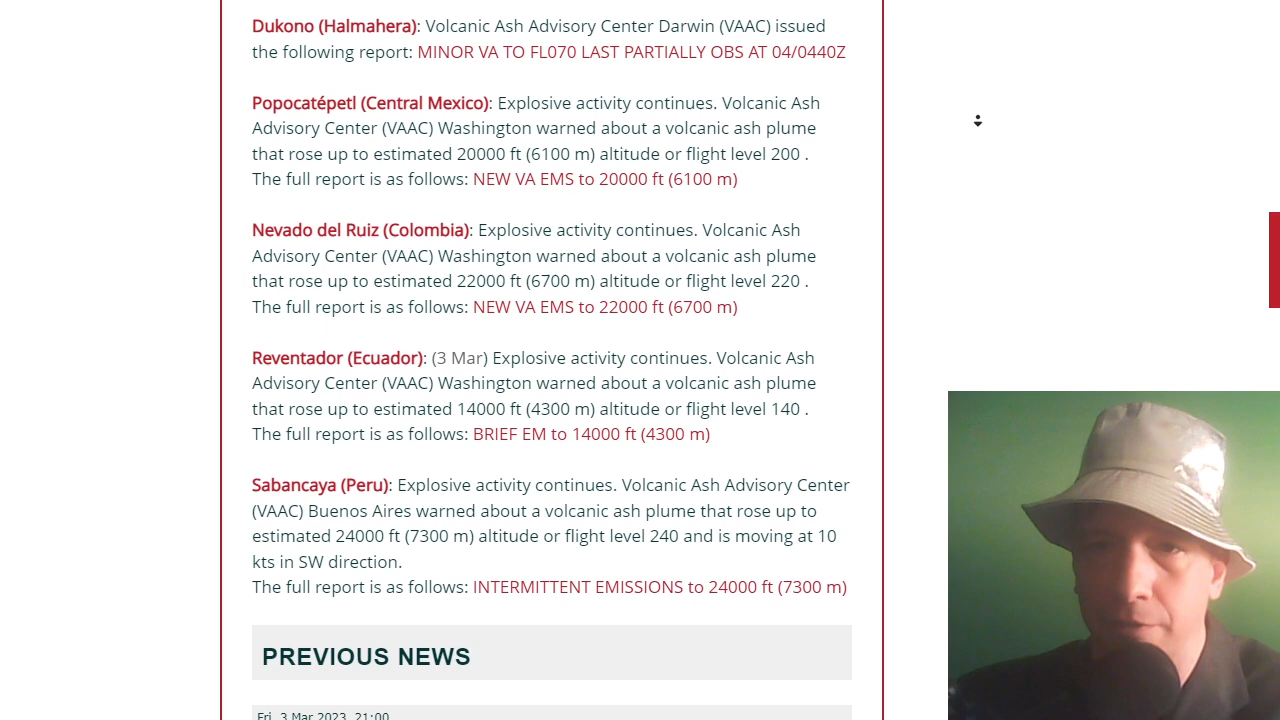 Dukono (Halmahera): Volcanic Ash Advisory Center Darwin (VAAC) issued
the following report: MINOR VA TO FL070 LAST PARTIALLY OBS AT 04/0440Z
Popocatépetl (Central Mexico): Explosive activity continues. Volcanic Ash
Advisory Center (VAAC) Washington warned about a volcanic ash plume
that rose up to estimated 20000 ft (6100 m) altitude or flight level 200 .
The full report is as follows: NEW VA EMS to 20000 ft (6100 m)
Nevado del Ruiz (Colombia): Explosive activity continues. Volcanic Ash
Advisory Center (VAAC) Washington warned about a volcanic ash plume
that rose up to estimated 22000 ft (6700 m) altitude or flight level 220 .
The full report is as follows: NEW VA EMS to 22000 ft (6700 m)
Reventador (Ecuador): (3 Mar) Explosive activity continues. Volcanic Ash
Advisory Center (VAAC) Washington warned about a volcanic ash plume
that rose up to estimated 14000 ft (4300 m) altitude or flight level 140 .
The full report is as follows: BRIEF EM to 14000 ft (4300 m)
Sabancaya (Peru): Explosive activity continues. Volcanic Ash Advisory Center
(VAAC) Buenos Aires warned about a volcanic ash plume that rose up to
estimated 24000 ft (7300 m) altitude or flight level 240 and is moving at 10
kts in SW direction.
The full report is as follows: INTERMITTENT EMISSIONS to 24000 ft (7300 m)
PREVIOUS NEWS
Fri, 3 Mar 2023, 21:00